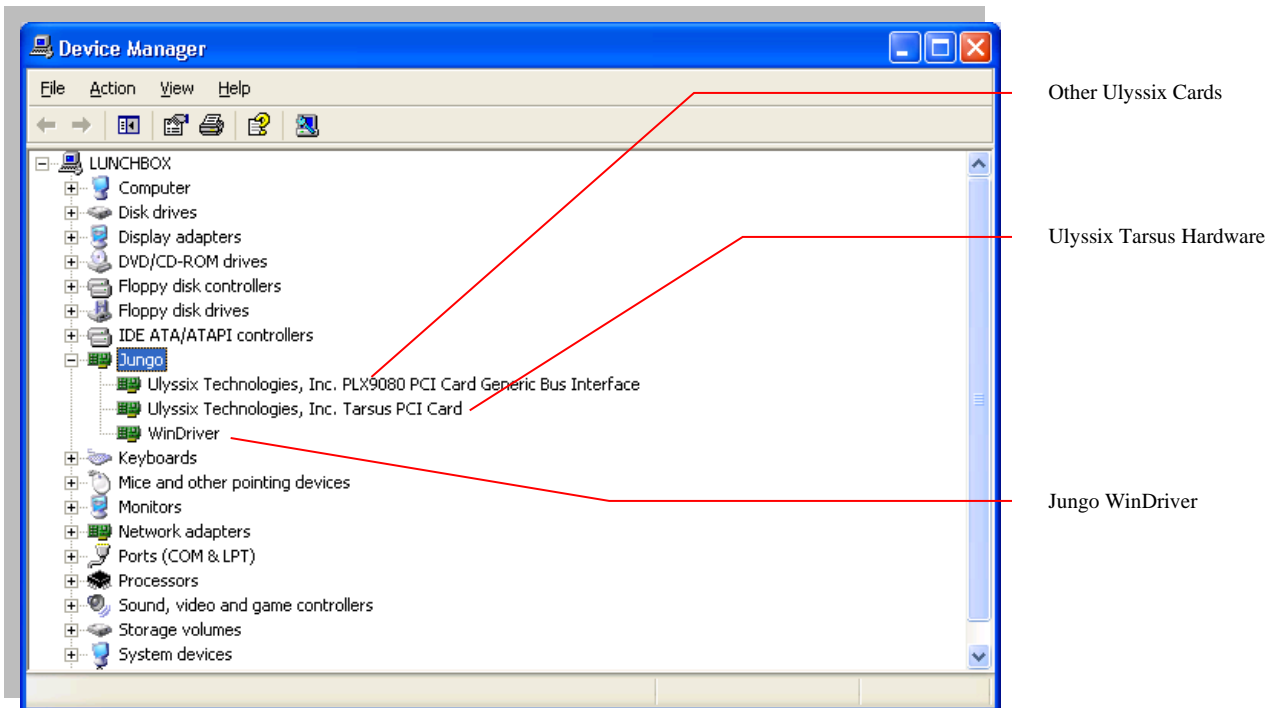 Device Manager
File Action View Help
LUNCHBOX
Computer
Disk drives
Display adapters
DVD/CD-ROM drives
Floppy disk controllers
Floppy disk drives
IDE ATA/ATAPI controllers
Jungo
Ulyssix Technologies, Inc. PLX9080 PCI Card Generic Bus Interface
Ulyssix Technologies, Inc. Tarsus PCI Card
WinDriver
Keyboards
Mice and other pointing devices
Monitors
Network adapters
Ports (COM & LPT)
Processors
Sound, video and game controllers
Storage volumes
System devices
Other Ulyssix Cards
Ulyssix Tarsus Hardware
Jungo WinDriver